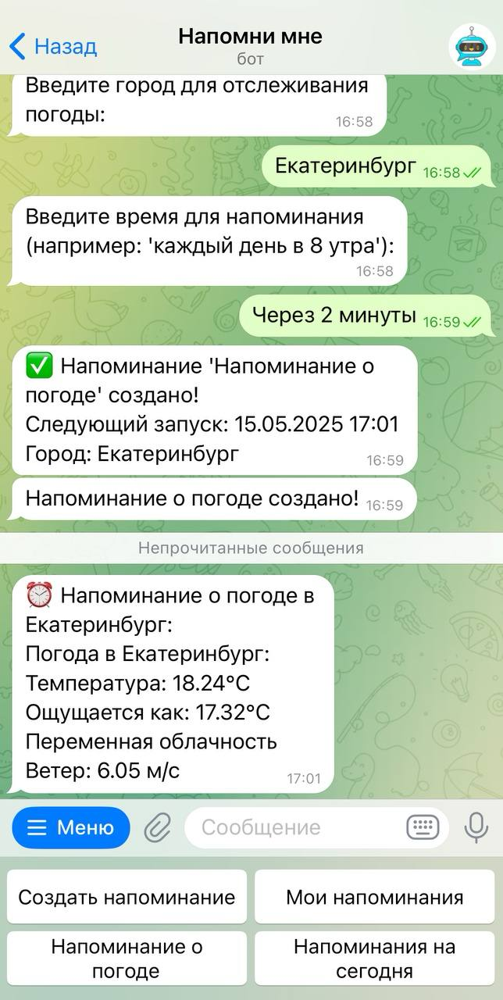 Назад
Напомни мне
бот
Введите город для отслеживания
погоды:
16:58
Екатеринбург 16:58
Введите время для напоминания
(например: 'каждый день в 8 утра'):
16:58
Через 2 минуты 16:59
✅ Напоминание 'Напоминание о
погоде' создано!
Следующий запуск: 15.05.2025 17:01
Город: Екатеринбург 16:59
Напоминание о погоде создано! 16:59
Непрочитанные сообщения
⏰ Напоминание о погоде в
Екатеринбург:
Погода в Екатеринбург:
Температура: 18.24°C
Ощущается как: 17.32°C
Переменная облачность
Ветер: 6.05 м/с 17:01
Меню Сообщение
Создать напоминание
Мои напоминания
Напоминание о
погоде
Напоминания на
сегодня